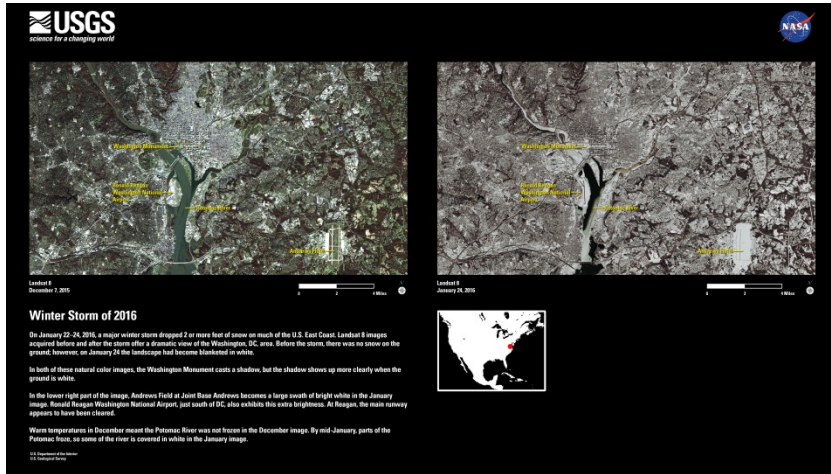 USGS
science for a changing world
NASA
Washington Monument
Ronald Reagan
Washington National
Airport
Potomac River
Andrews Field
Landsat 8
December 7, 2015
0 2 4 Miles
N
Washington Monument
Ronald Reagan
Washington National
Airport
Potomac River
Andrews Field
Landsat 8
January 24, 2016
0 2 4 Miles
N
Winter Storm of 2016
On January 22–24, 2016, a major winter storm dropped 2 or more feet of snow on much of the U.S. East Coast. Landsat 8 images
acquired before and after the storm offer a dramatic view of the Washington, DC, area. Before the storm, there was no snow on the
ground; however, on January 24 the landscape had become blanketed in white.
In both of these natural color images, the Washington Monument casts a shadow, but the shadow shows up more clearly when the
ground is white.
In the lower right part of the image, Andrews Field at Joint Base Andrews becomes a large swath of bright white in the January
image. Ronald Reagan Washington National Airport, just south of DC, also exhibits this extra brightness. At Reagan, the main runway
appears to have been cleared.
Warm temperatures in December meant the Potomac River was not frozen in the December image. By mid-January, parts of the
Potomac froze, so some of the river is covered in white in the January image.
U.S. Department of the Interior
U.S. Geological Survey